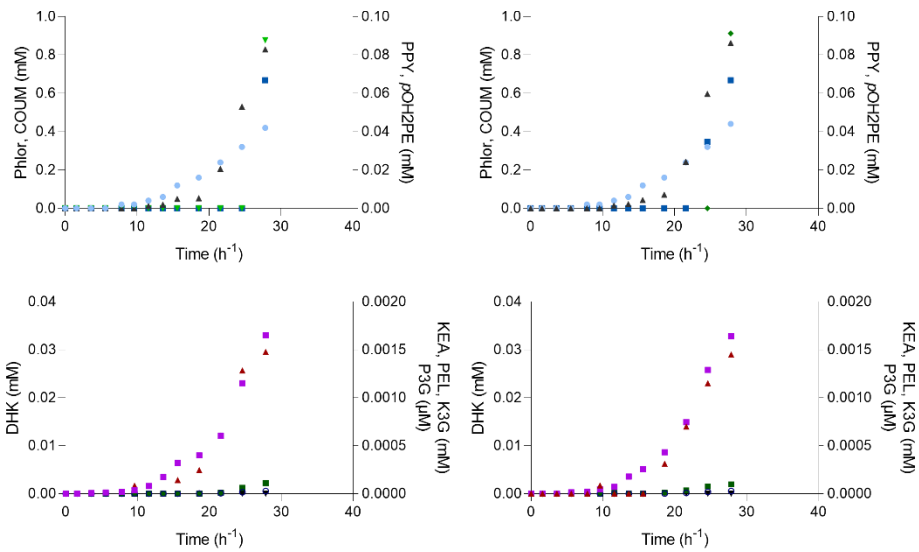 1.0
0.8
0.6
0.4
0.2
0.0
Phlor, COUM (mM)
0.10
0.08
0.06
0.04
0.02
0.00
PPY, pOH2PE
(mM)
0 10 20 30 40
Time (h⁻¹)
1.0
0.8
0.6
0.4
0.2
0.0
Phlor, COUM (mM)
0.10
0.08
0.06
0.04
0.02
0.00
PPY, pOH2PE
(mM)
0 10 20 30 40
Time (h⁻¹)
0.04
0.03
0.02
0.01
0.00
DHK (mM)
0.0020
0.0015
0.0010
0.0005
0.0000
KEA, PEL, K3G (mM)
P3G (µM)
0 10 20 30 40
Time (h⁻¹)
0.04
0.03
0.02
0.01
0.00
DHK (mM)
0.0020
0.0015
0.0010
0.0005
0.0000
KEA, PEL, K3G (mM)
P3G (µM)
0 10 20 30 40
Time (h⁻¹)